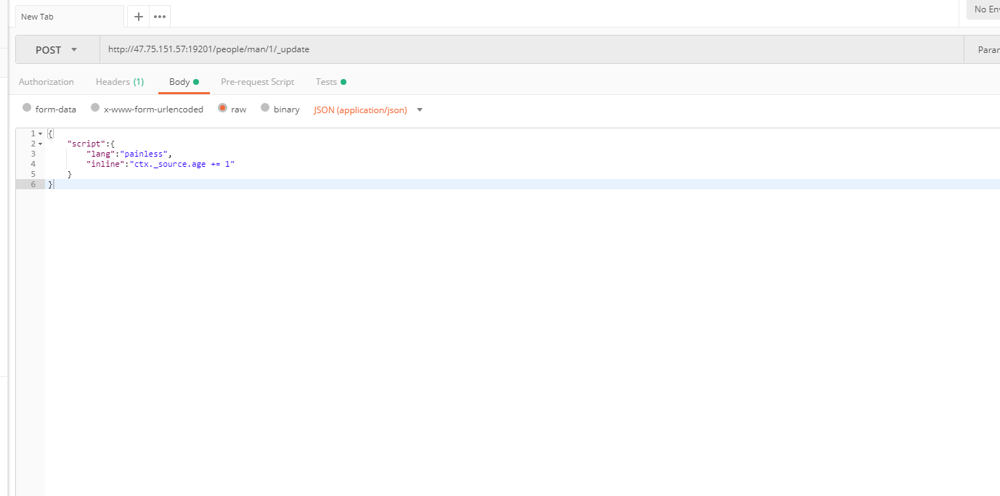 New Tab
No
POST http://47.75.151.57:19201/people/man/1/_update
Authorization Headers (1) Body Pre-request Script Tests
form-data x-www-form-urlencoded raw binary JSON (application/json)
1 {
2 "script":{
3 "lang":"painless",
4 "inline":"ctx._source.age += 1"
5 }
6 }